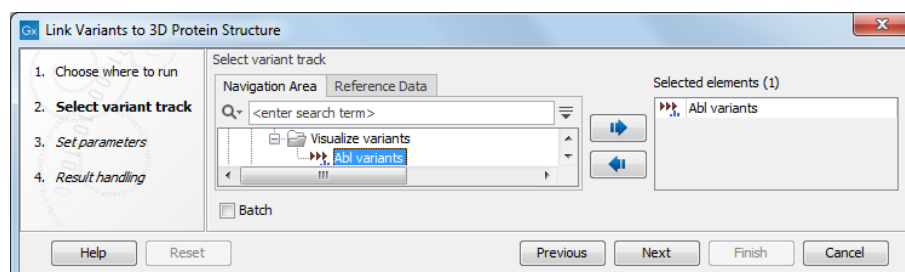 Gx Link Variants to 3D Protein Structure
1. Choose where to run
2. Select variant track
3. Set parameters
4. Result handling
Select variant track
Navigation Area Reference Data
<enter search term>
Visualize variants
Abl variants
Selected elements (1)
Abl variants
Batch
Help Reset Previous Next Finish Cancel